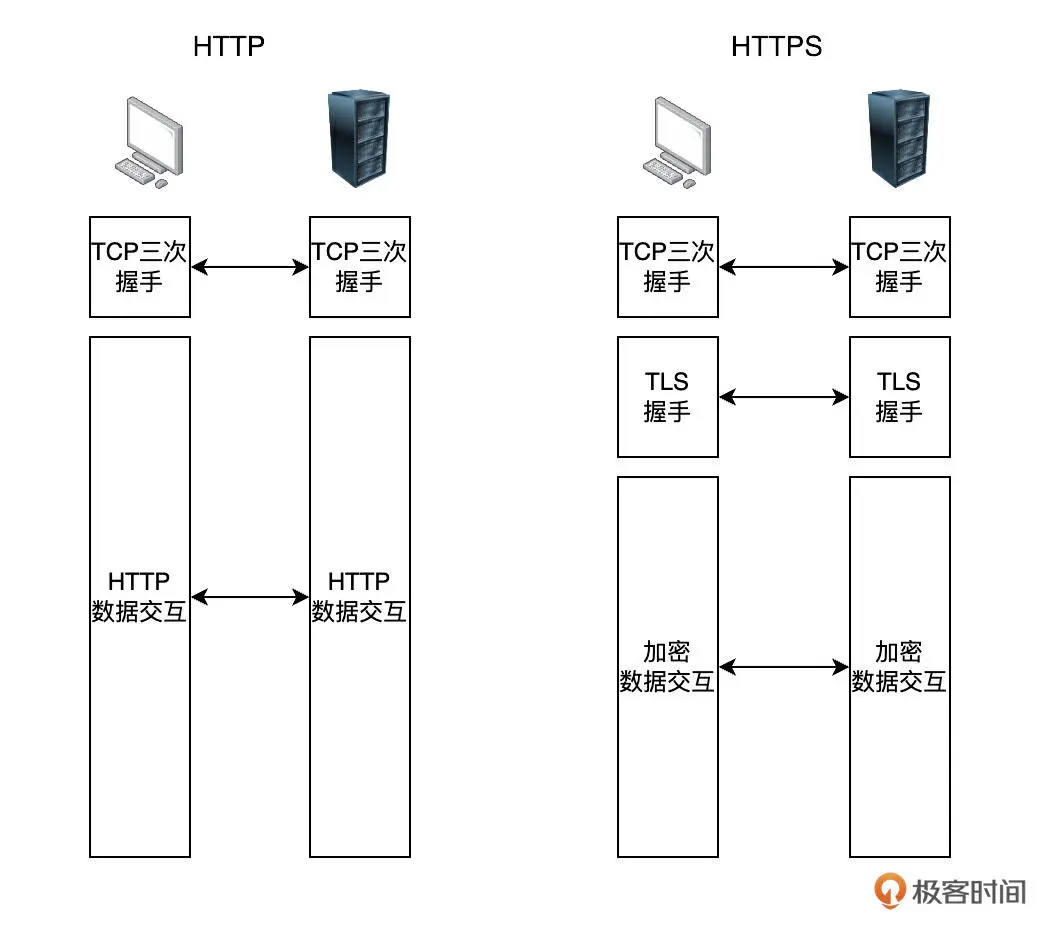 HTTP
HTTPS
TCP三次
握手
TCP三次
握手
TCP三次
握手
TCP三次
握手
TLS
握手
TLS
握手
HTTP
数据交互
HTTP
数据交互
加密
数据交互
加密
数据交互
极客时间